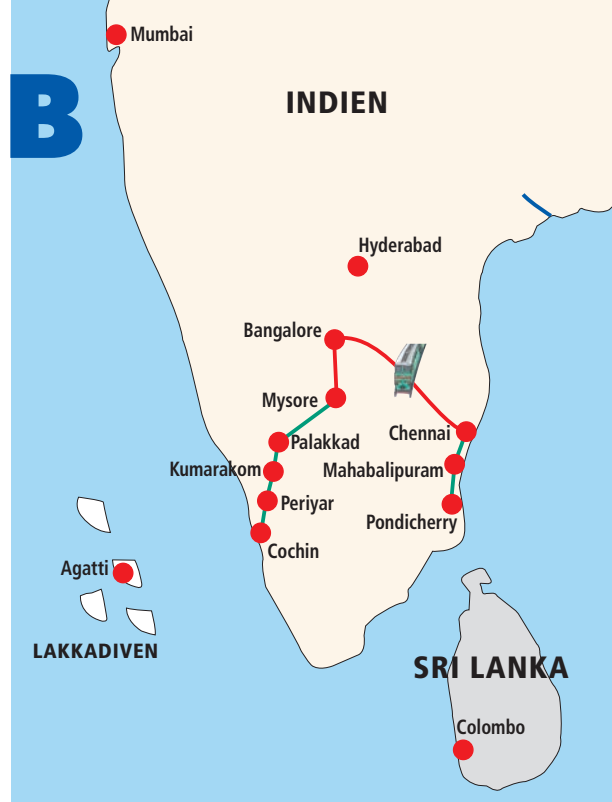 Mumbai
B
INDIEN
Hyderabad
Bangalore
Mysore
Chennai
Palakkad
Kumarakom
Mahabalipuram
Periyar
Pondicherry
Cochin
Agatti
LAKKADIVEN
SRI LANKA
Colombo